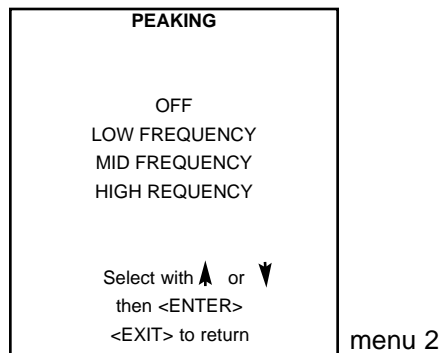 PEAKING
OFF
LOW FREQUENCY
MID FREQUENCY
HIGH REQUENCY
Select with or
then <ENTER>
<EXIT> to return
menu 2